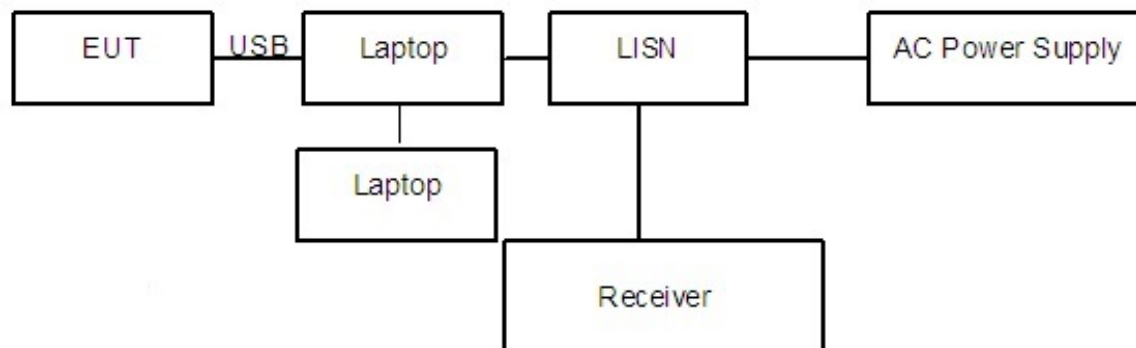 EUT
USB
Laptop
LISN
AC Power Supply
Laptop
Receiver